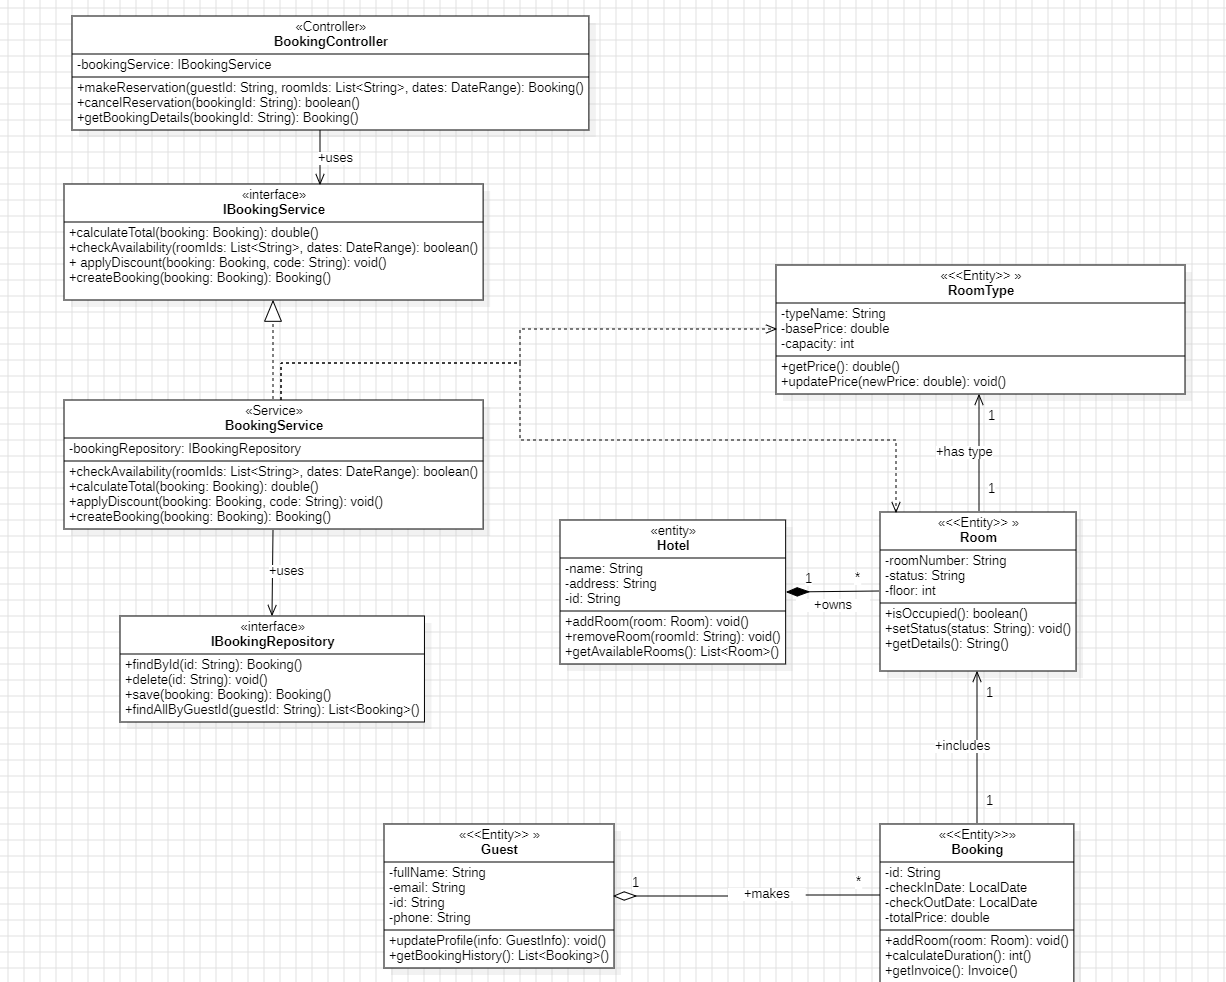 «Controller»
BookingController
-bookingService: IBookingService
+makeReservation(guestId: String, roomIds: List<String>, dates: DateRange): Booking()
+cancelReservation(bookingId: String): boolean()
+getBookingDetails(bookingId: String): Booking()
+uses
«interface»
IBookingService
+calculateTotal(booking: Booking): double()
+checkAvailability(roomIds: List<String>, dates: DateRange): boolean()
+ applyDiscount(booking: Booking, code: String): void()
+createBooking(booking: Booking): Booking()
«<<Entity>> »
RoomType
-typeName: String
-basePrice: double
-capacity: int
+getPrice(): double()
+updatePrice(newPrice: double): void()
1
+has type
1
«Service»
BookingService
-bookingRepository: IBookingRepository
+checkAvailability(roomIds: List<String>, dates: DateRange): boolean()
+calculateTotal(booking: Booking): double()
+applyDiscount(booking: Booking, code: String): void()
+createBooking(booking: Booking): Booking()
+uses
«interface»
IBookingRepository
+findById(id: String): Booking()
+delete(id: String): void()
+save(booking: Booking): Booking()
+findAllByGuestId(guestId: String): List<Booking>()
«entity»
Hotel
-name: String
-address: String
-id: String
+addRoom(room: Room): void()
+removeRoom(roomId: String): void()
+getAvailableRooms(): List<Room>()
1
*
+owns
«<<Entity>> »
Room
-roomNumber: String
-status: String
-floor: int
+isOccupied(): boolean()
+setStatus(status: String): void()
+getDetails(): String()
1
+includes
1
«<<Entity>> »
Guest
-fullName: String
-email: String
-id: String
-phone: String
+updateProfile(info: GuestInfo): void()
+getBookingHistory(): List<Booking>()
1
+makes
*
«<<Entity>>»
Booking
-id: String
-checkInDate: LocalDate
-checkOutDate: LocalDate
-totalPrice: double
+addRoom(room: Room): void()
+calculateDuration(): int()
+getInvoice(): Invoice()